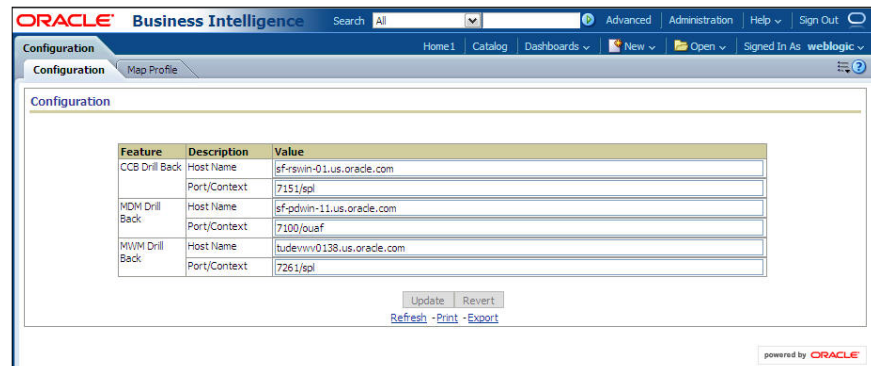 ORACLE Business Intelligence Search All Advanced Administration Help Sign Out
Configuration Home1 Catalog Dashboards New Open Signed In As weblogic
Configuration Map Profile
Configuration
Feature Description Value
CCB Drill Back Host Name sf-rswin-01.us.oracle.com
Port/Context 7151/spl
MDM Drill Back Host Name sf-pdwin-11.us.oracle.com
Port/Context 7100/ouaf
MWM Drill Back Host Name tudevwv0138.us.oracle.com
Port/Context 7261/spl
Update Revert
Refresh - Print - Export
powered by ORACLE